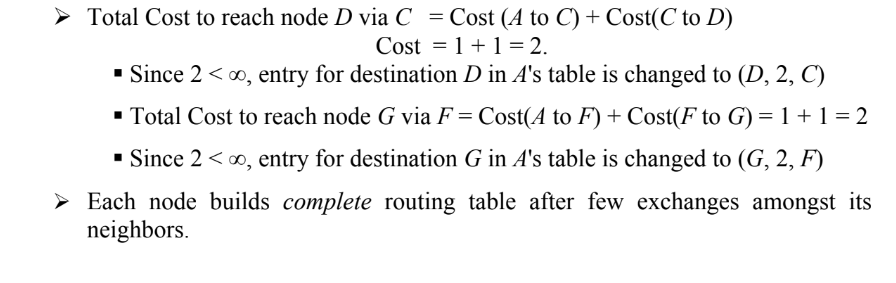 ➢ Total Cost to reach node D via C = Cost (A to C) + Cost(C to D)
Cost = 1 + 1 = 2.
▪ Since 2 < ∞, entry for destination D in A's table is changed to (D, 2, C)
▪ Total Cost to reach node G via F = Cost(A to F) + Cost(F to G) = 1 + 1 = 2
▪ Since 2 < ∞, entry for destination G in A's table is changed to (G, 2, F)
➢ Each node builds complete routing table after few exchanges amongst its
neighbors.